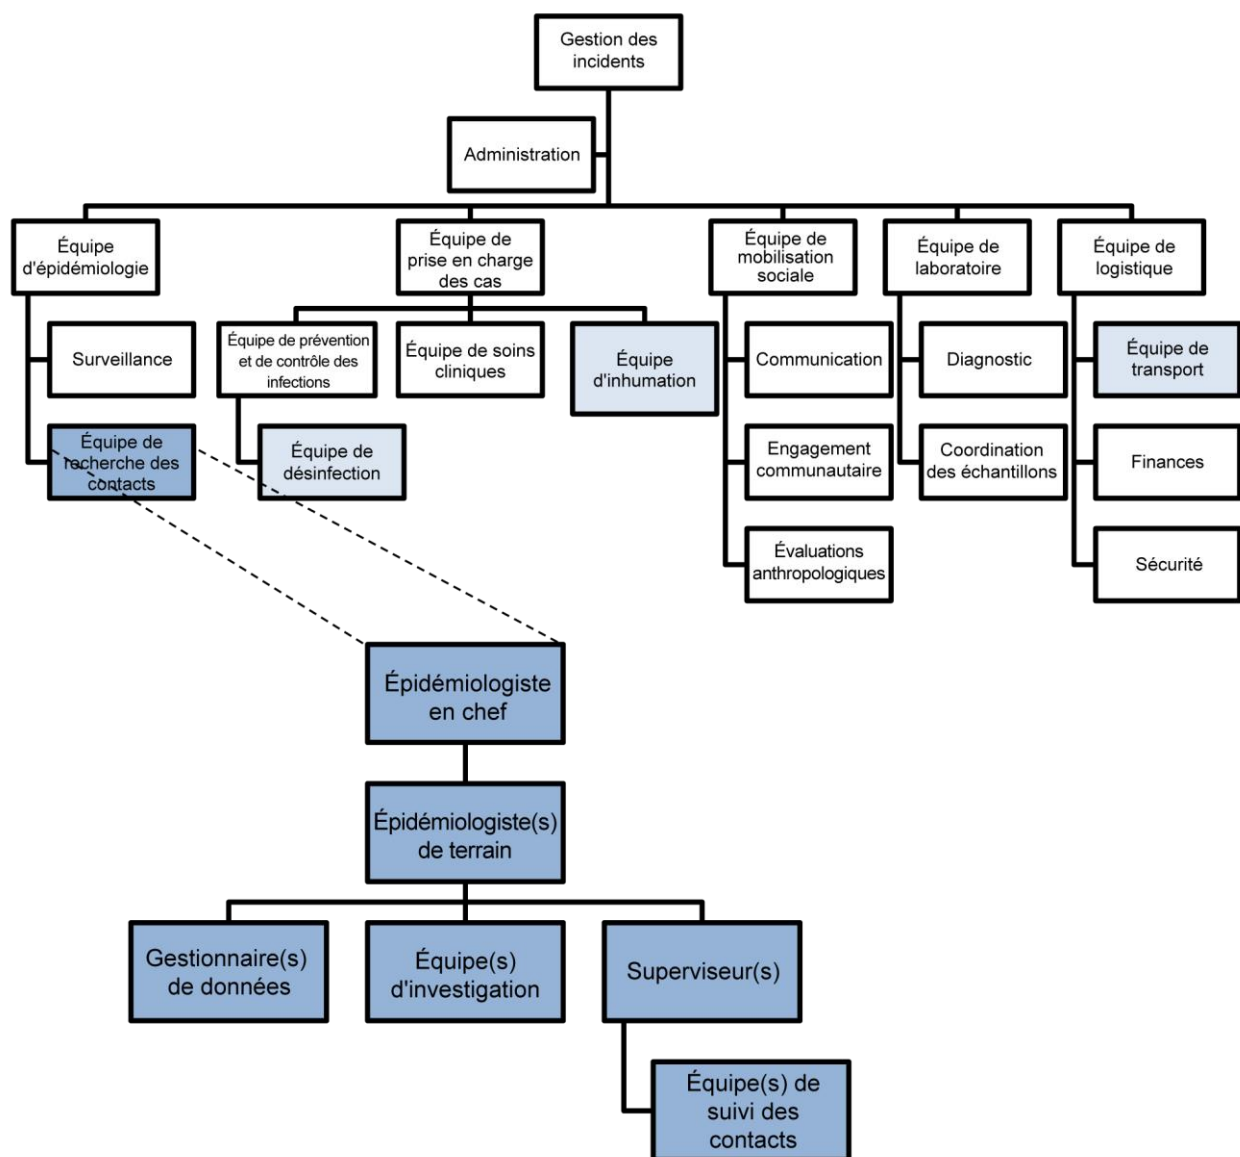 Gestion des
incidents
Administration
Équipe
d'épidémiologie
Équipe de
prise en charge
des cas
Équipe de
mobilisation
sociale
Équipe de
laboratoire
Équipe de
logistique
Surveillance
Équipe de prévention
et de contrôle des
infections
Équipe de soins
cliniques
Équipe
d'inhumation
Communication
Diagnostic
Équipe de
transport
Équipe de
recherche des
contacts
Équipe de
désinfection
Engagement
communautaire
Coordination
des échantillons
Finances
Évaluations
anthropologiques
Sécurité
Épidémiologiste
en chef
Épidémiologiste(s)
de terrain
Gestionnaire(s)
de données
Équipe(s)
d'investigation
Superviseur(s)
Équipe(s) de
suivi des
contacts